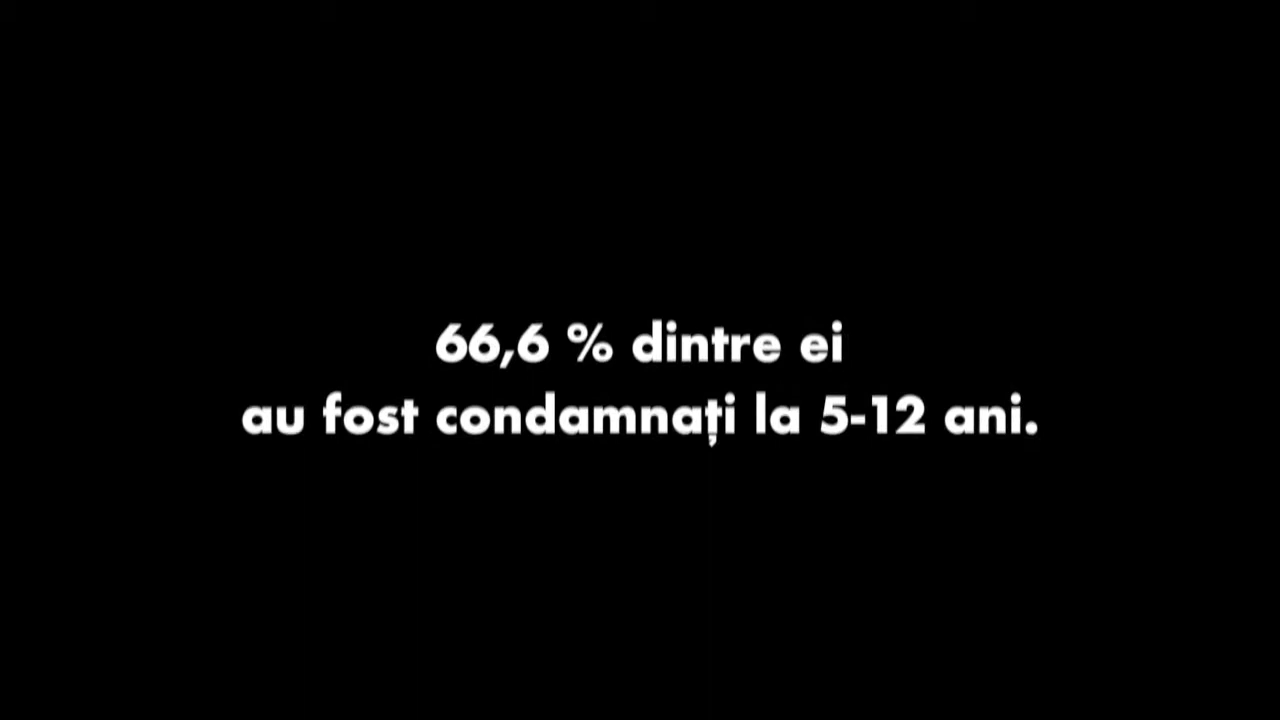 66,6 % dintre ei
au fost condamnați la 5-12 ani.